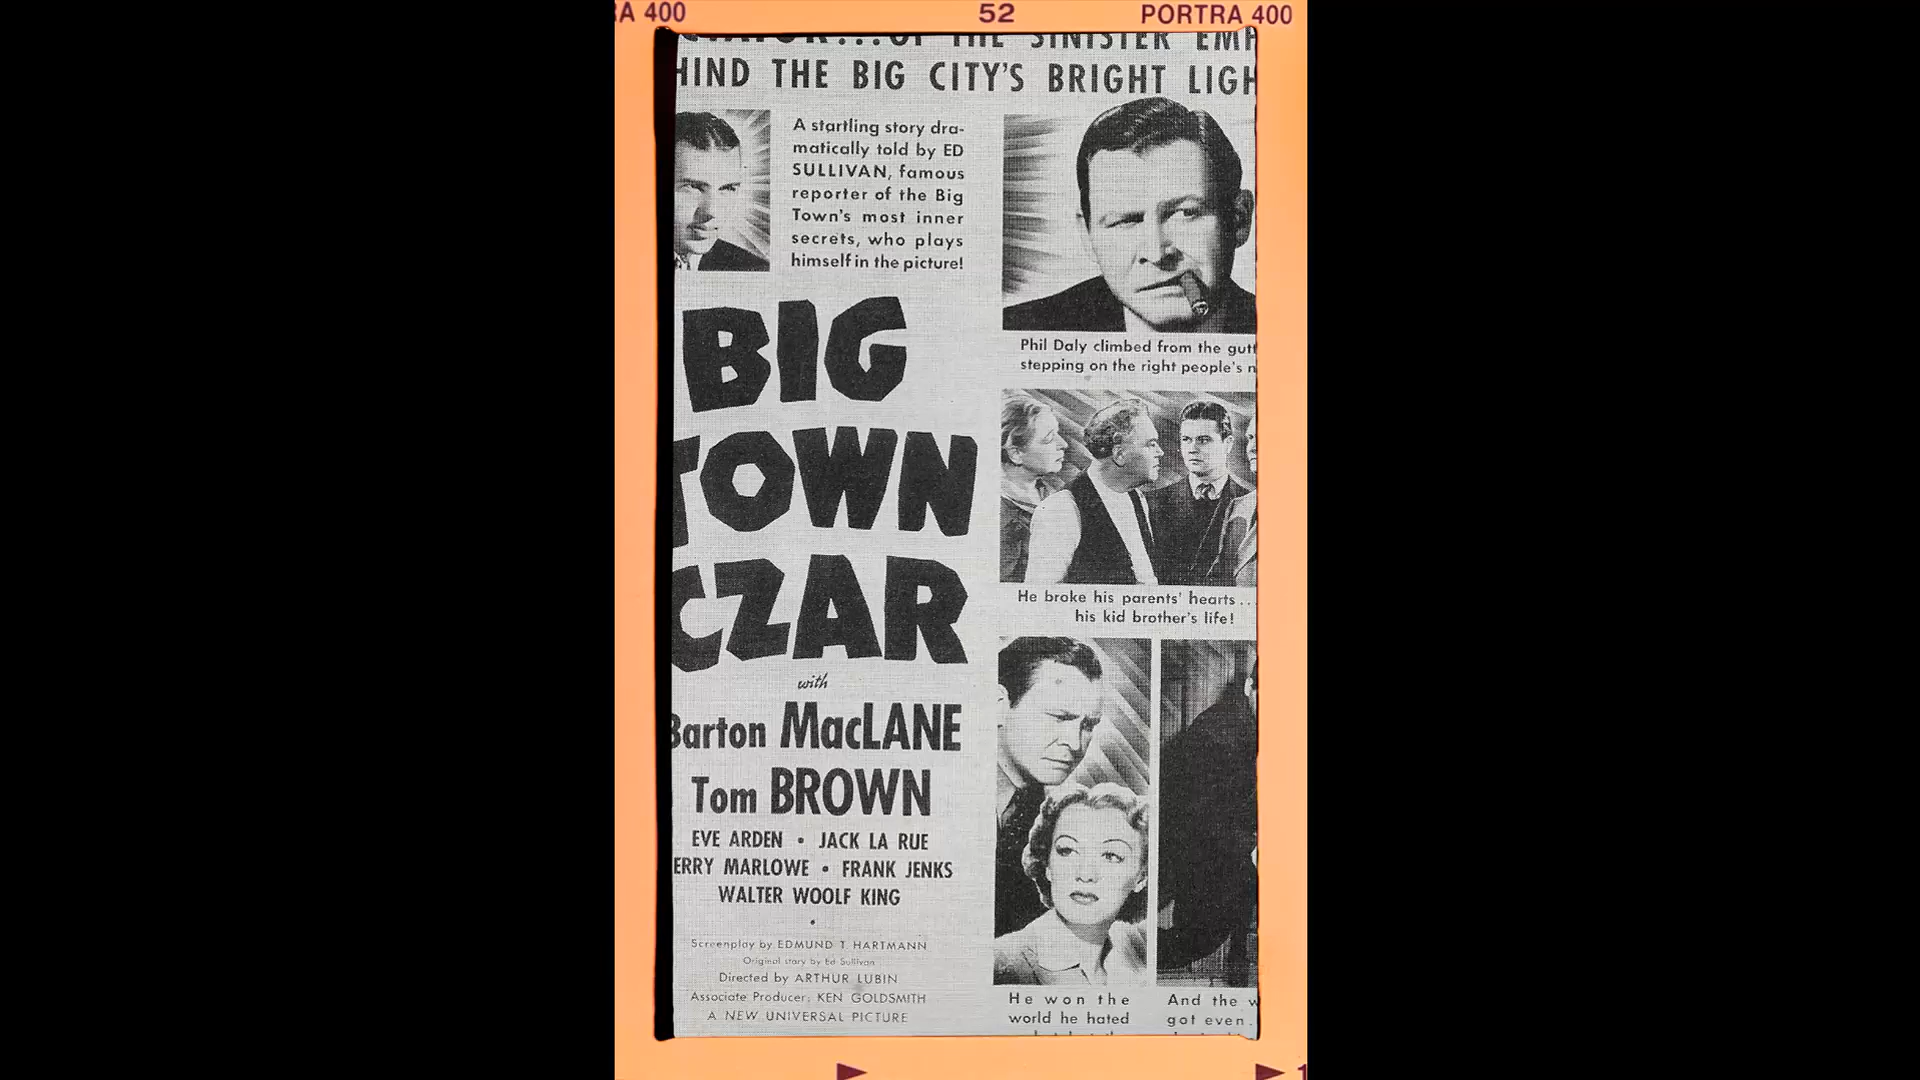 A 400 52 PORTRA 400
OF THE SINISTER EMP
HIND THE BIG CITY'S BRIGHT LIGH
A startling story dra-
matically told by ED
SULLIVAN, famous
reporter of the Big
Town's most inner
secrets, who plays
himself in the picture!
BIG
TOWN
CZAR
with
Barton MacLANE
Tom BROWN
EVE ARDEN • JACK LA RUE
ERRY MARLOWE • FRANK JENKS
WALTER WOOLF KING
Screenplay by EDMUND T. HARTMANN
Original story by Ed Sullivan
Directed by ARTHUR LUBIN
Associate Producer: KEN GOLDSMITH
A NEW UNIVERSAL PICTURE
Phil Daly climbed from the gutt
stepping on the right people's n
He broke his parents' hearts...
his kid brother's life!
He won the
world he hated
And the w
got even.
1